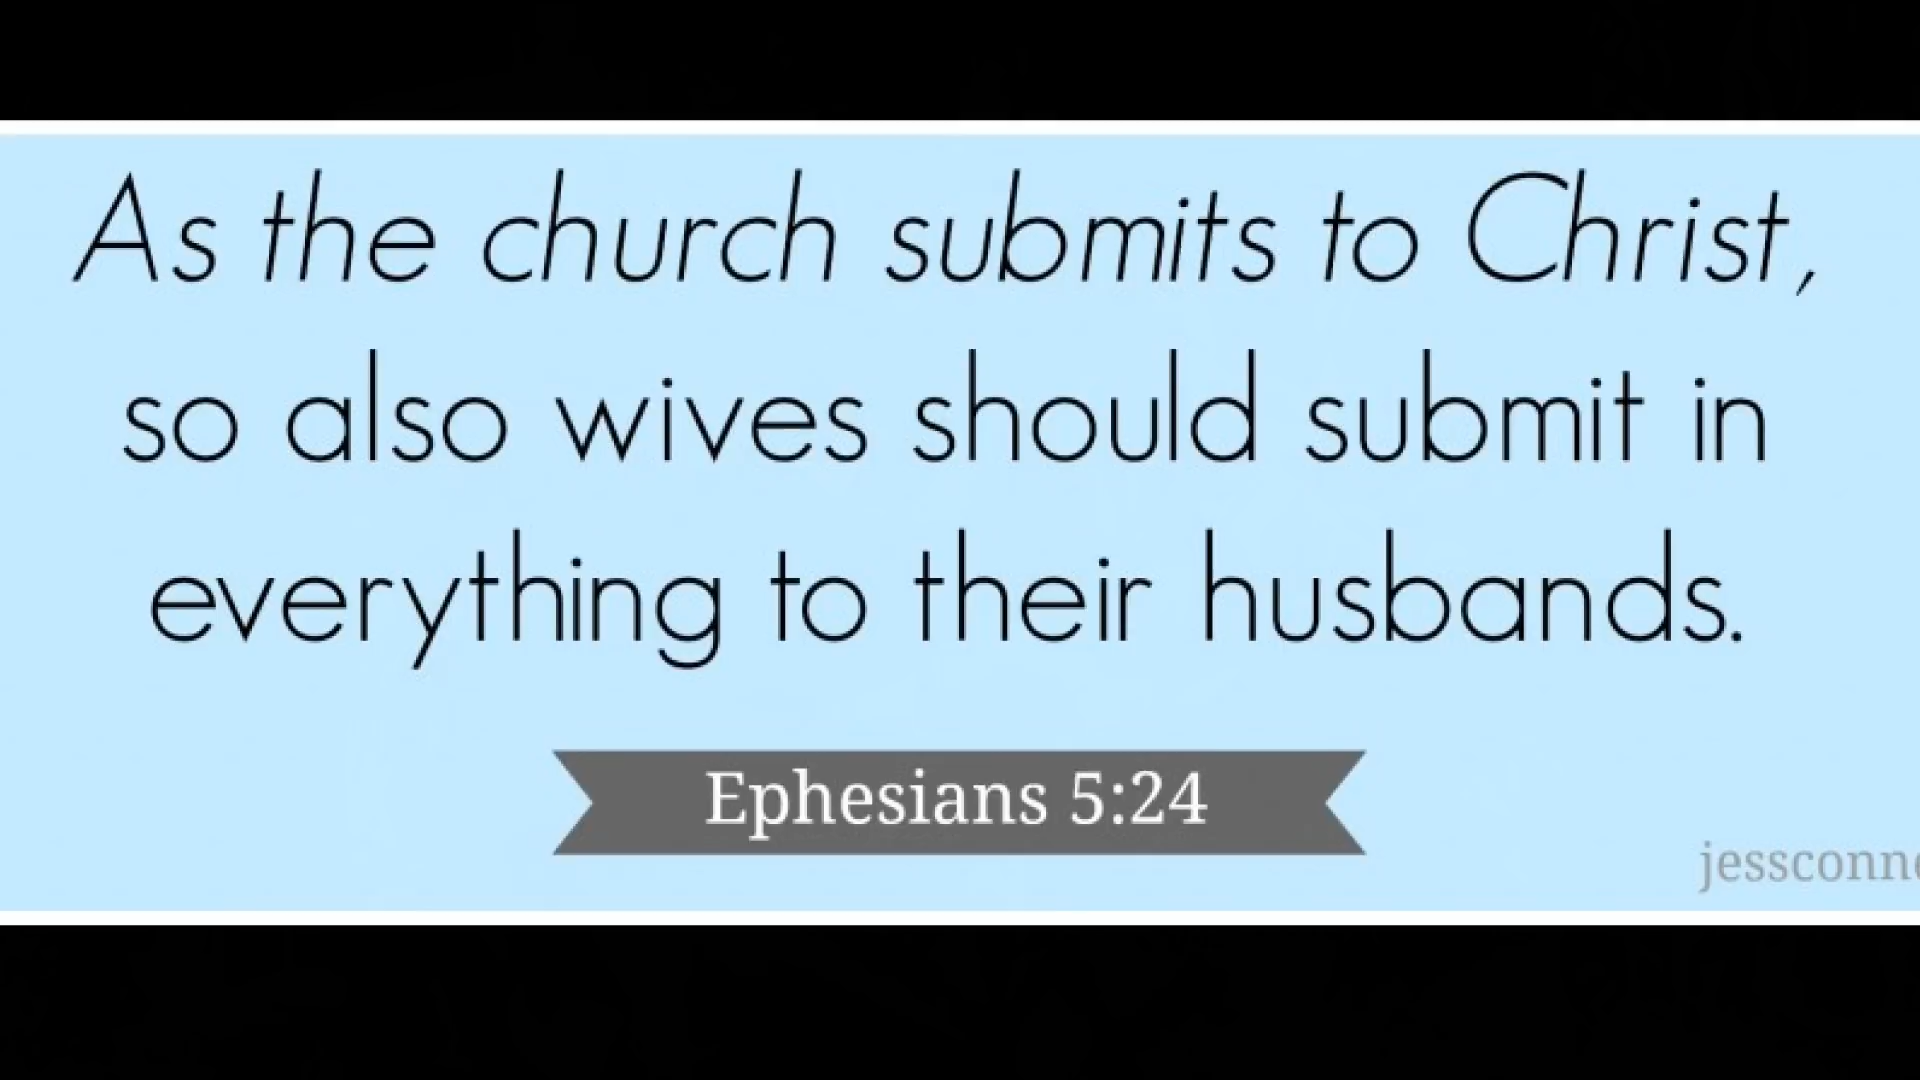 As the church submits to Christ,
so also wives should submit in
everything to their husbands.
Ephesians 5:24
jessconne